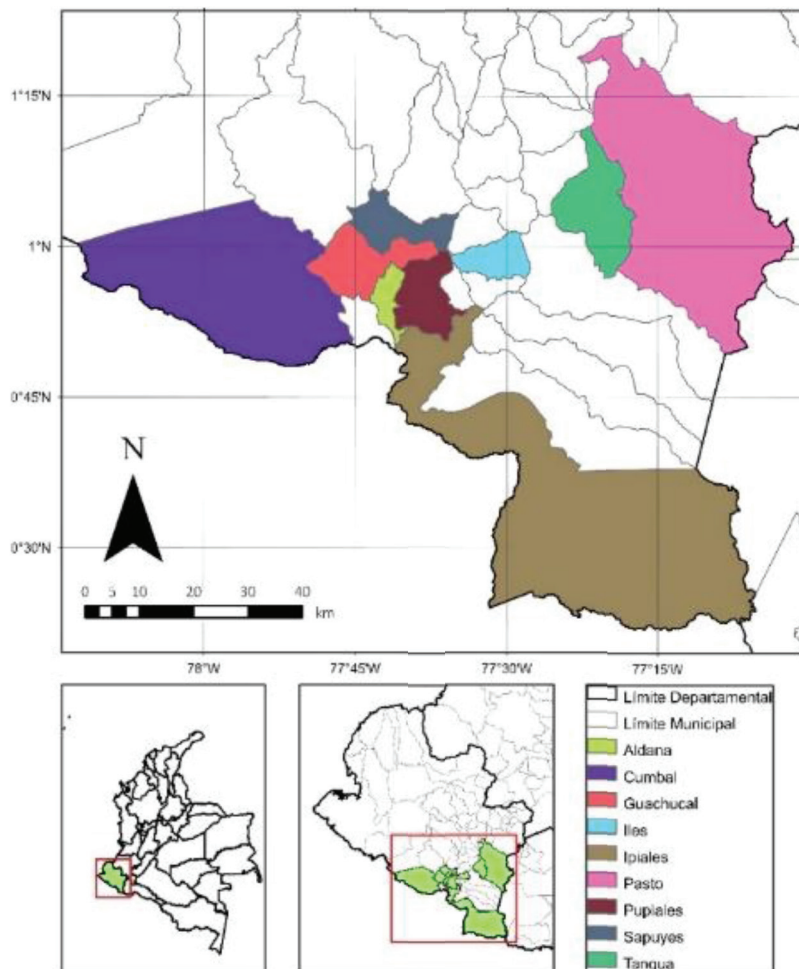 1°15'N
1°N
0°45'N
N
0°30'N
0 5 10 20 30 40
km
78°W 77°45'W 77°30'W 77°15'W
Límite Departamental
Límite Municipal
Aldana
Cumbal
Guachucal
Iles
Ipiales
Pasto
Pupiales
Sapuyes
Tangua